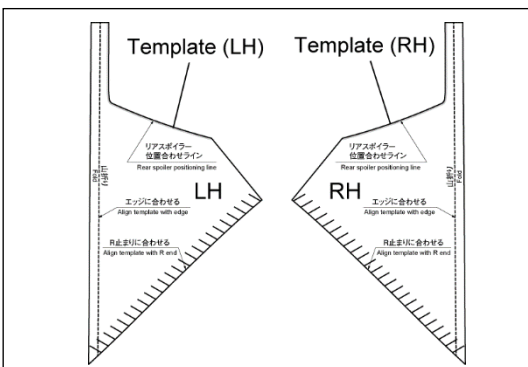 Template (LH)
リアスポイラー
位置合わせライン
Rear spoiler positioning line
LH
山折り
Fold
エッジに合わせる
Align template with edge
R止まりに合わせる
Align template with R end
Template (RH)
リアスポイラー
位置合わせライン
Rear spoiler positioning line
RH
山折り
Fold
エッジに合わせる
Align template with edge
R止まりに合わせる
Align template with R end